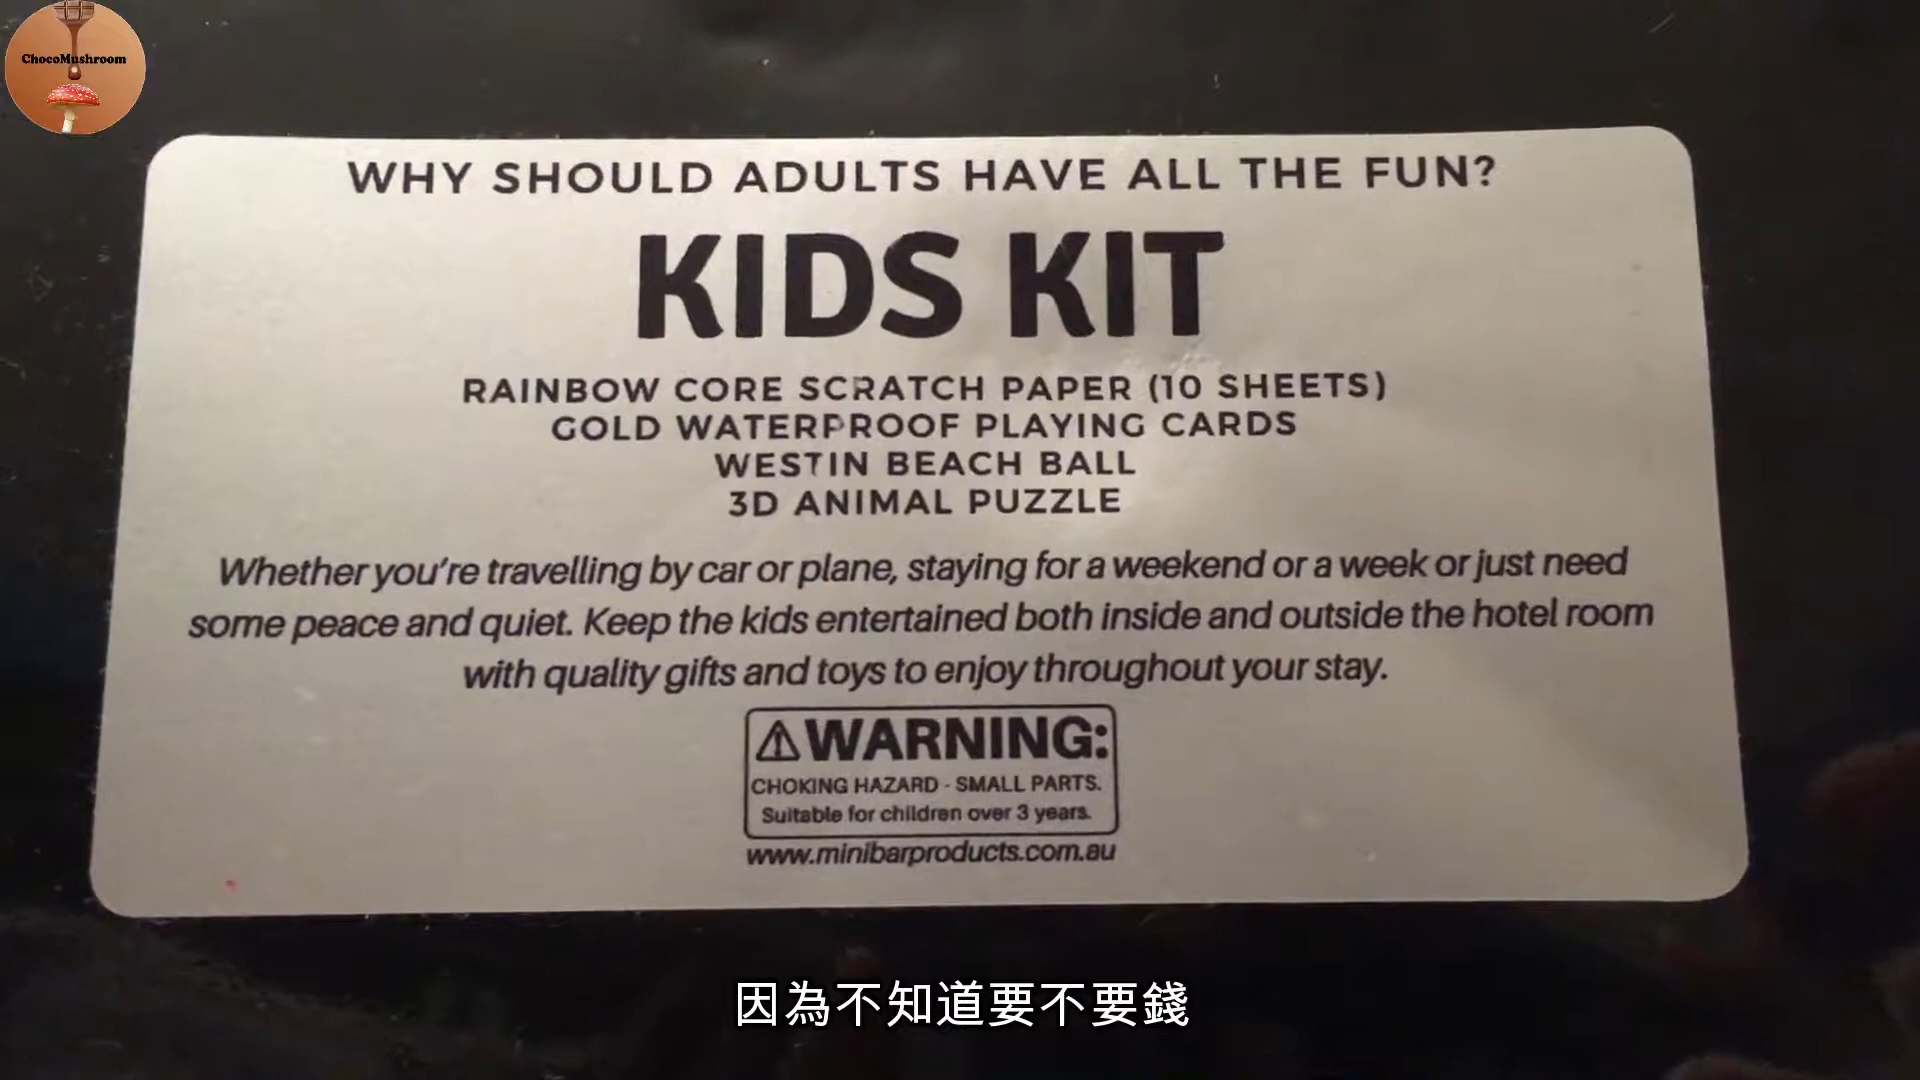 ChocoMushroom
WHY SHOULD ADULTS HAVE ALL THE FUN?
KIDS KIT
RAINBOW CORE SCRATCH PAPER (10 SHEETS)
GOLD WATERPROOF PLAYING CARDS
WESTIN BEACH BALL
3D ANIMAL PUZZLE
Whether you're travelling by car or plane, staying for a weekend or a week or just need
some peace and quiet. Keep the kids entertained both inside and outside the hotel room
with quality gifts and toys to enjoy throughout your stay.
⚠WARNING:
CHOKING HAZARD - SMALL PARTS.
Suitable for children over 3 years.
www.minibarproducts.com.au
因為不知道要不要錢